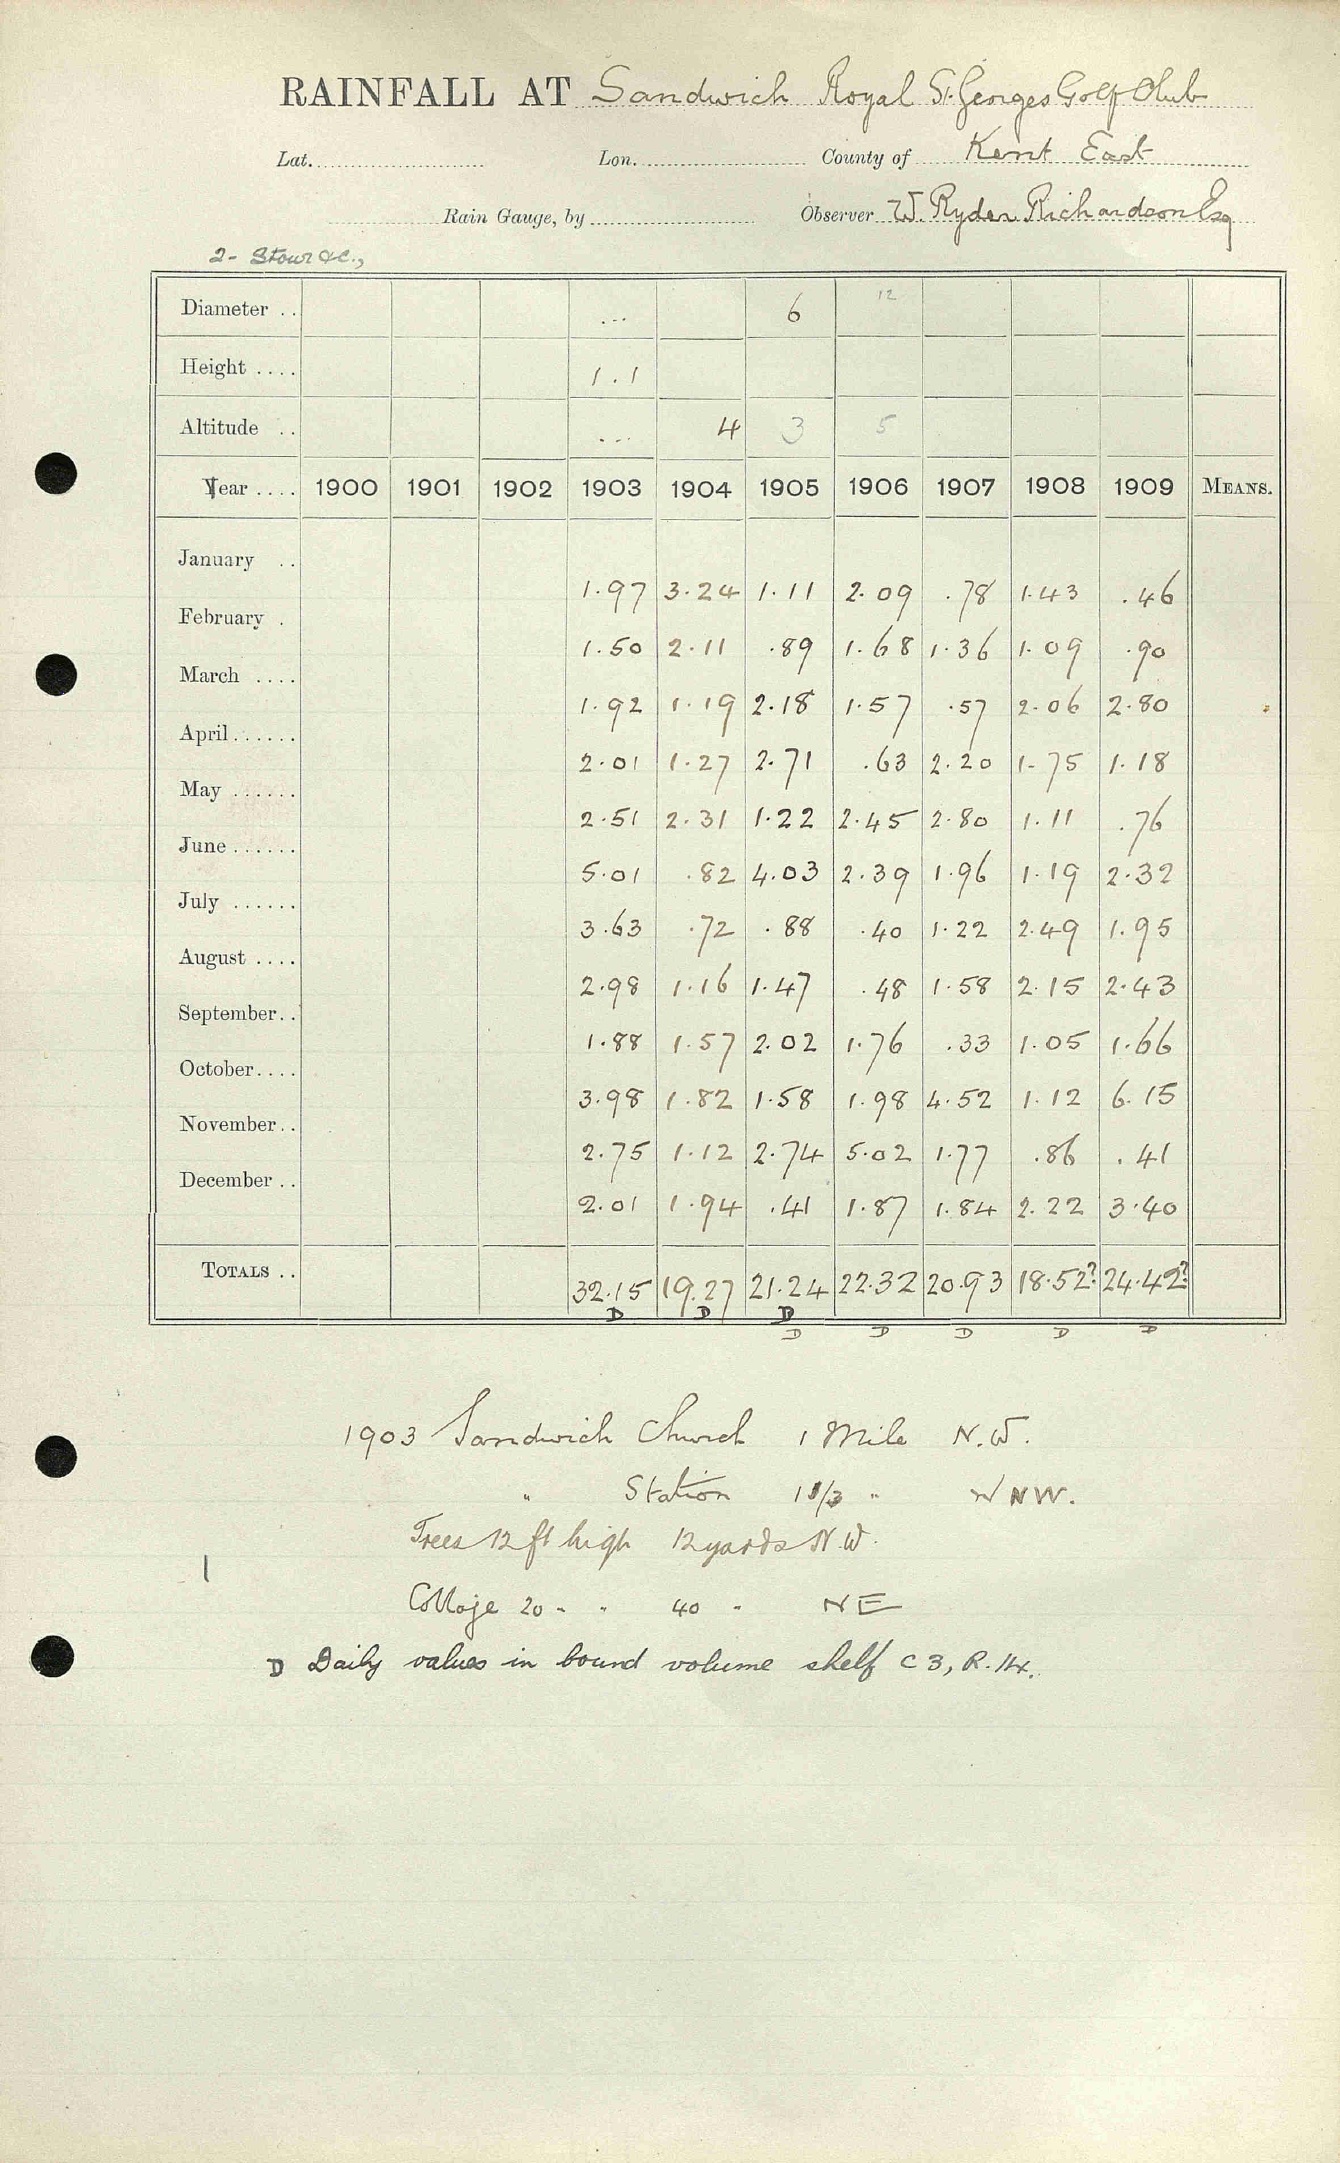 RAINFALL AT Sandwich Royal St. Georges Golf Club
Lat. Lon. County of Kent East
Rain Gauge, by Observer W. Ryder Richardson Esq
2 - Stour &c.,
Diameter .. ... 6 12
Height .... 1.1
Altitude .. ... 4 3 5
Year .... 1900 1901 1902 1903 1904 1905 1906 1907 1908 1909 MEANS.
January ..
1.97 3.24 1.11 2.09 .78 1.43 .46
February .
1.50 2.11 .89 1.68 1.36 1.09 .90
March ....
1.92 1.19 2.18 1.57 .57 2.06 2.80
April ......
2.01 1.27 2.71 .63 2.20 1.75 1.18
May ......
2.51 2.31 1.22 2.45 2.80 1.11 .76
June ......
5.01 .82 4.03 2.39 1.96 1.19 2.32
July ......
3.63 .72 .88 .40 1.22 2.49 1.95
August ....
2.98 1.16 1.47 .48 1.58 2.15 2.43
September..
1.88 1.57 2.02 1.76 .33 1.05 1.66
October....
3.98 1.82 1.58 1.98 4.52 1.12 6.15
November..
2.75 1.12 2.74 5.02 1.77 .86 .41
December ..
2.01 1.94 .41 1.87 1.84 2.22 3.40
TOTALS .. 32.15 19.27 21.24 22.32 20.93 18.52? 24.42?
D D D
D D D D D
1903 Sandwich Church 1 Mile N.W.
" Station 1 1/3 " WNW.
Trees 12 ft high 12 yards N.W.
Cottage 20 " " 40 " NE
D Daily values in bound volume shelf C3, R.14.